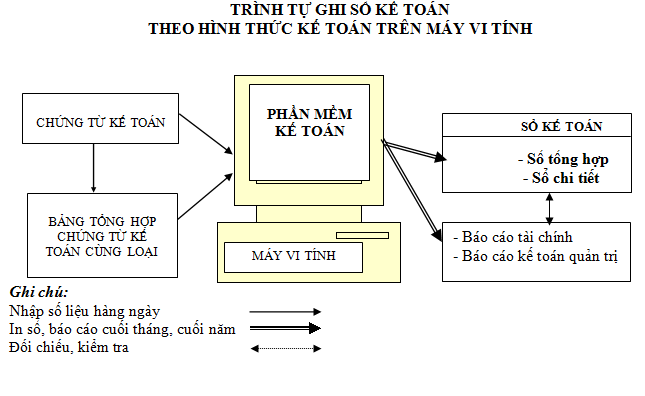 TRÌNH TỰ GHI SỔ KẾ TOÁN
THEO HÌNH THỨC KẾ TOÁN TRÊN MÁY VI TÍNH
CHỨNG TỪ KẾ TOÁN
PHẦN MỀM
KẾ TOÁN
SỔ KẾ TOÁN
- Sổ tổng hợp
- Sổ chi tiết
BẢNG TỔNG HỢP
CHỨNG TỪ KẾ
TOÁN CÙNG LOẠI
MÁY VI TÍNH
- Báo cáo tài chính
- Báo cáo kế toán quản trị
Ghi chú:
Nhập số liệu hàng ngày
In sổ, báo cáo cuối tháng, cuối năm
Đối chiếu, kiểm tra